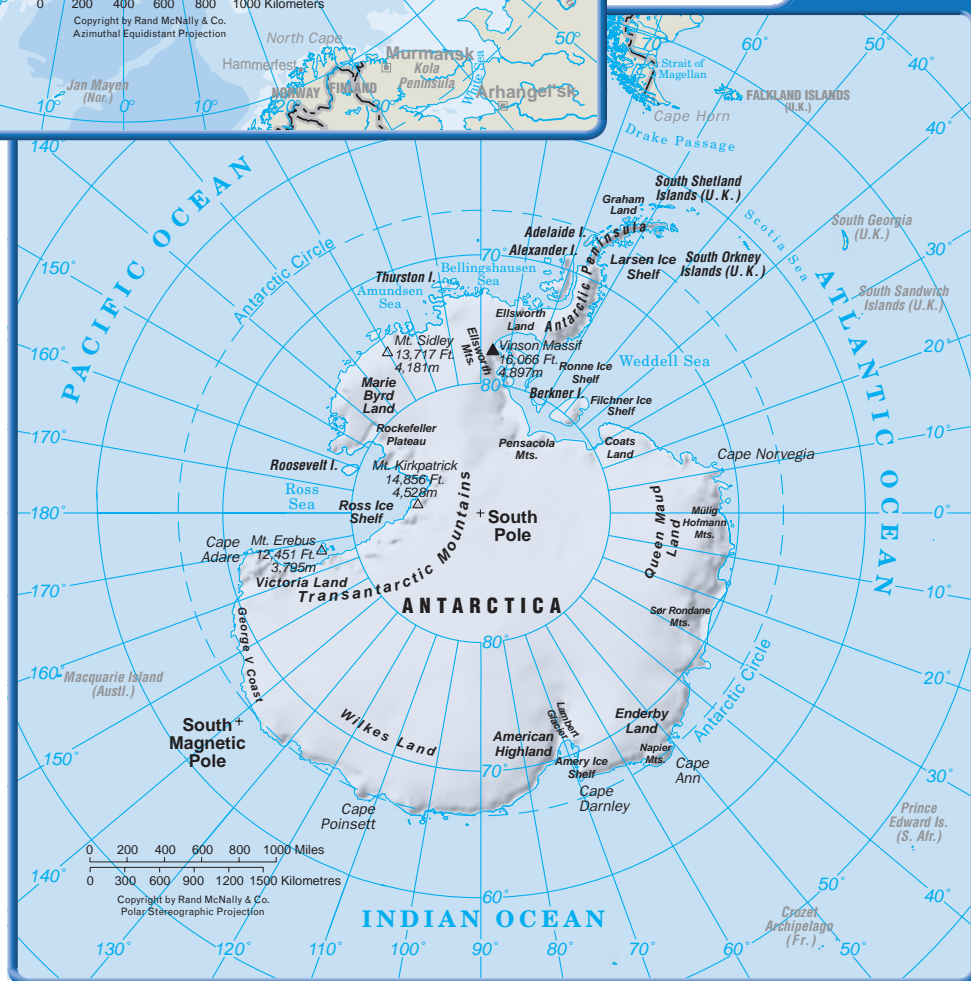 0 200 400 600 800 1000 Kilometers
Copyright by Rand McNally & Co.
Azimuthal Equidistant Projection
North Cape
Hammerfest
Murmansk
Kola
Peninsula
White Sea
Arhangel'sk
Jan Mayen
(Nor.)
NORWAY
FINLAND
50°
10° 0° 10° 20° 30°
70° 60° 50°
Strait of
Magellan
FALKLAND ISLANDS
(U.K.)
Cape Horn
Drake Passage
40°
140°
PACIFIC OCEAN
Antarctic Circle
South Shetland
Islands (U.K.)
Graham
Land
Adelaide I.
Alexander I.
Antarctic Peninsula
Larsen Ice
Shelf
South Orkney
Islands (U.K.)
Scotia Sea
South Georgia
(U.K.)
30°
South Sandwich
Islands (U.K.)
ATLANTIC OCEAN
150°
70°
Thurston I.
Amundsen
Sea
Bellingshausen
Sea
Ellsworth
Land
Ellsworth
Mts.
Mt. Sidley
13,717 Ft.
4,181m
Vinson Massif
16,066 Ft.
4,897m
Ronne Ice
Shelf
Weddell Sea
20°
160°
80°
Marie
Byrd
Land
Berkner I.
Filchner Ice
Shelf
Rockefeller
Plateau
Pensacola
Mts.
Coats
Land
Cape Norvegia
10°
170°
Roosevelt I.
Mt. Kirkpatrick
14,856 Ft.
4,528m
Ross
Sea
Ross Ice
Shelf
South
Pole
Queen Maud
Land
Mülig
Hofmann
Mts.
180°
0°
Cape
Adare
Mt. Erebus
12,451 Ft.
3,795m
Victoria Land
Transantarctic Mountains
ANTARCTICA
170°
10°
George V Coast
Sør Rondane
Mts.
80°
160°
Macquarie Island
(Austl.)
20°
Antarctic Circle
South
Magnetic
Pole
Wilkes Land
American
Highland
Lambert
Glacier
Enderby
Land
Napier
Mts.
Amery Ice
Shelf
Cape
Ann
Cape
Darnley
150°
70°
30°
Cape
Poinsett
Prince
Edward Is.
(S. Afr.)
0 200 400 600 800 1000 Miles
0 300 600 900 1200 1500 Kilometres
Copyright by Rand McNally & Co.
Polar Stereographic Projection
140°
60°
50°
40°
INDIAN OCEAN
Crozet
Archipelago
(Fr.)
130° 120° 110° 100° 90° 80° 70° 60° 50°